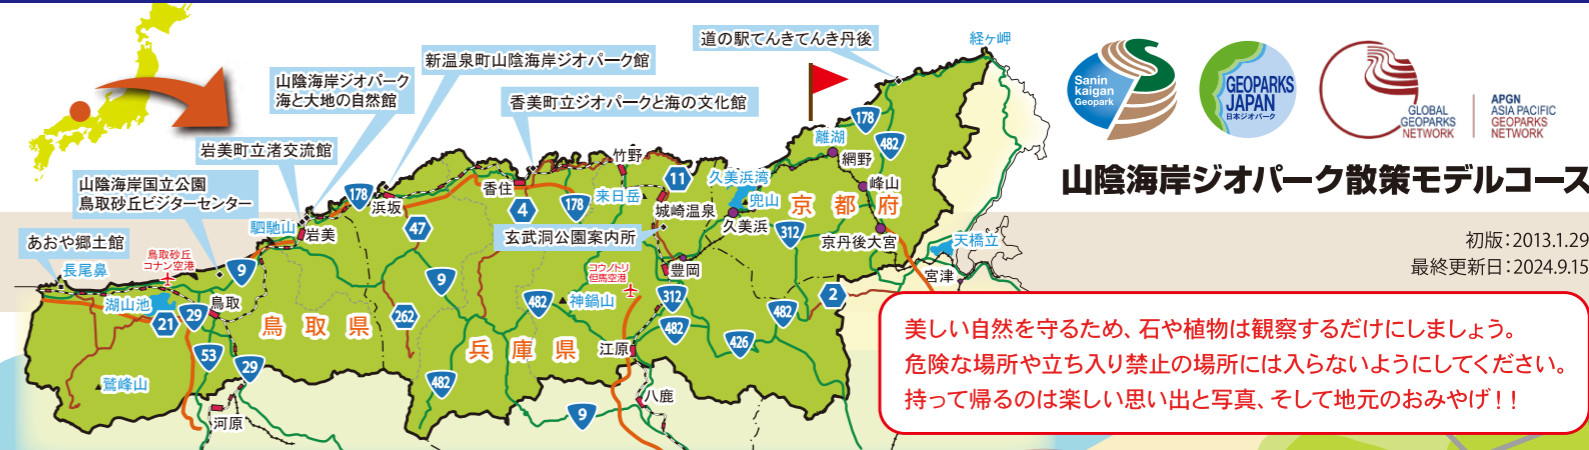 道の駅てんきてんき丹後
経ヶ岬
新温泉町山陰海岸ジオパーク館
山陰海岸ジオパーク
海と大地の自然館
香美町立ジオパークと海の文化館
岩美町立渚交流館
山陰海岸国立公園
鳥取砂丘ビジターセンター
あおや郷土館
長尾鼻
鳥取砂丘
コナン空港
駟馳山
岩美
178
浜坂
香住
竹野
11
久美浜湾
離湖
178
482
網野
峰山
47
4
178
来日岳
城崎温泉
兜山
久美浜
京都府
312
京丹後大宮
玄武洞公園案内所
天橋立
宮津
9
湖山池
鳥取
21
29
鳥取県
262
9
コウノトリ
但馬空港
豊岡
482
神鍋山
312
482
426
482
2
兵庫県
江原
53
29
鷲峰山
482
八鹿
9
河原
Sanin
kaigan
Geopark
GEOPARKS
JAPAN
日本ジオパーク
GLOBAL
GEOPARKS
NETWORK
APGN
ASIA PACIFIC
GEOPARKS
NETWORK
山陰海岸ジオパーク散策モデルコース
初版：2013.1.29
最終更新日：2024.9.15
美しい自然を守るため、石や植物は観察するだけにしましょう。
危険な場所や立ち入り禁止の場所には入らないようにしてください。
持って帰るのは楽しい思い出と写真、そして地元のおみやげ！！